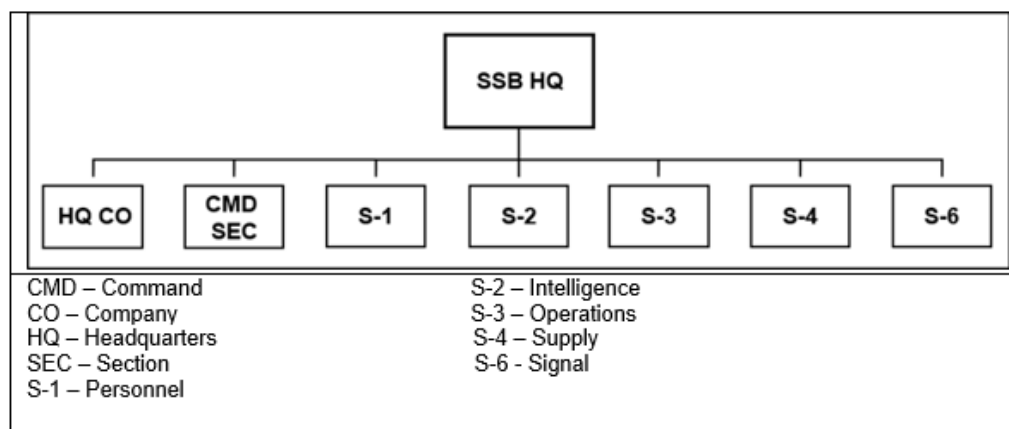 SSB HQ
HQ CO
CMD
SEC
S-1
S-2
S-3
S-4
S-6
CMD – Command
CO – Company
HQ – Headquarters
SEC – Section
S-1 – Personnel
S-2 – Intelligence
S-3 – Operations
S-4 – Supply
S-6 - Signal